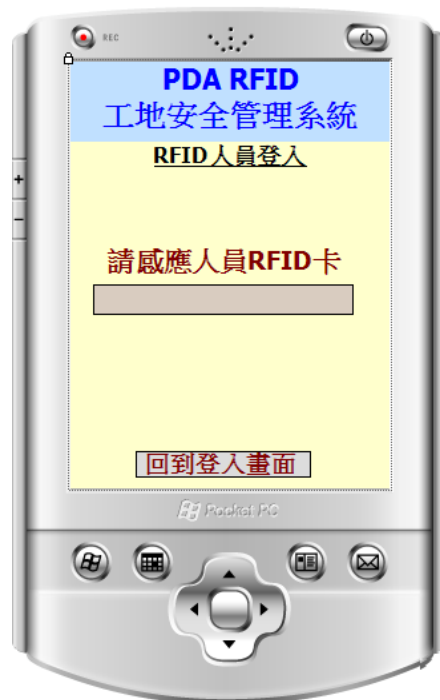 REC
PDA RFID
工地安全管理系統
RFID人員登入
請感應人員RFID卡
回到登入畫面
Pocket PC